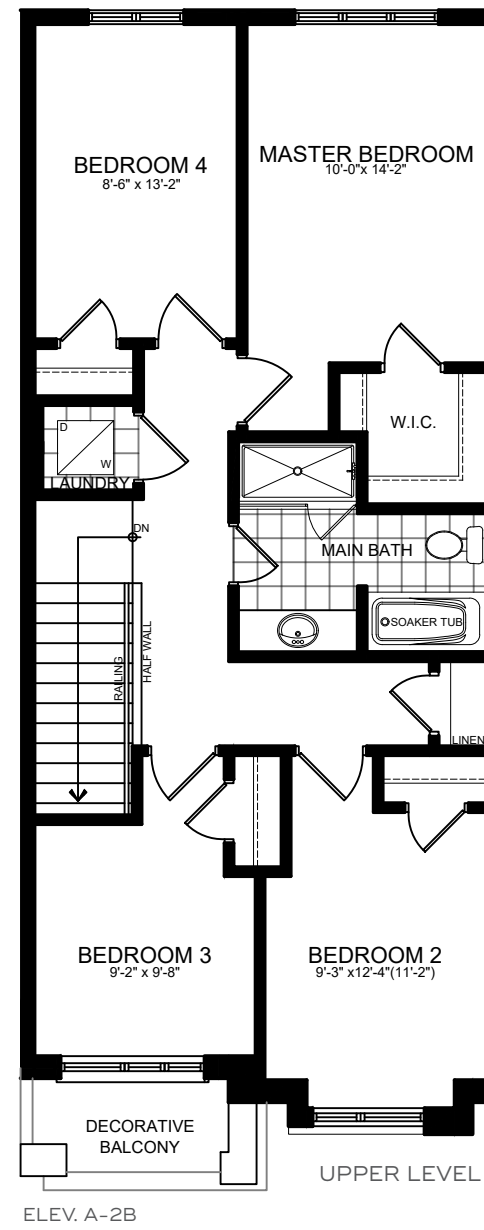 BEDROOM 4
8'-6" x 13'-2"
MASTER BEDROOM
10'-0"x 14'-2"
W.I.C.
D
W
LAUNDRY
DN
MAIN BATH
SOAKER TUB
RAILING
HALF WALL
LINEN
BEDROOM 3
9'-2" x 9'-8"
BEDROOM 2
9'-3" x12'-4"(11'-2")
DECORATIVE
BALCONY
UPPER LEVEL
ELEV. A-2B